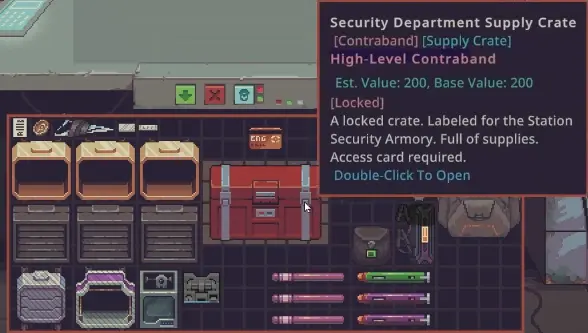 Security Department Supply Crate
[Contraband] [Supply Crate]
High-Level Contraband
Est. Value: 200, Base Value: 200
[Locked]
A locked crate. Labeled for the Station
Security Armory. Full of supplies.
Access card required.
Double-Click To Open
ENG